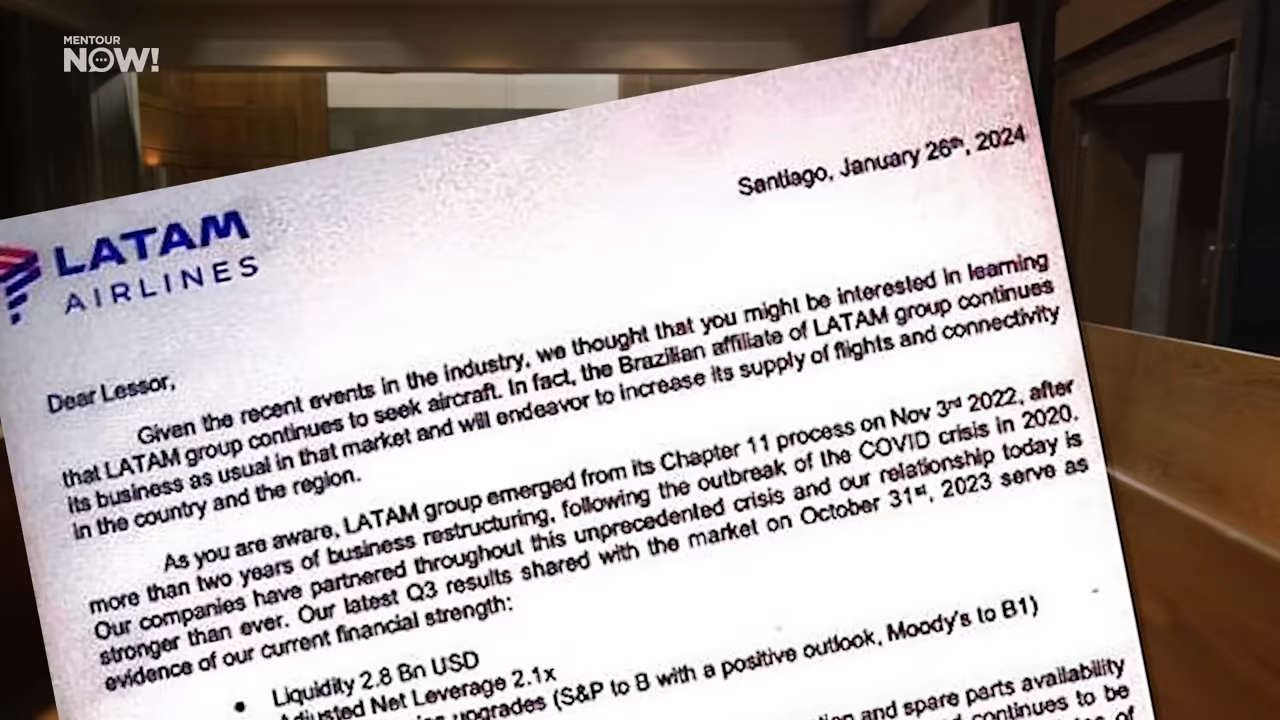 MENTOUR
NOW!
Santiago, January 26th, 2024
LATAM
AIRLINES
Dear Lessor,
Given the recent events in the industry, we thought that you might be interested in learning
that LATAM group continues to seek aircraft. In fact, the Brazilian affiliate of LATAM group continues
its business as usual in that market and will endeavor to increase its supply of flights and connectivity
in the country and the region.
As you are aware, LATAM group emerged from its Chapter 11 process on Nov 3rd 2022, after
more than two years of business restructuring, following the outbreak of the COVID crisis in 2020.
Our companies have partnered throughout this unprecedented crisis and our relationship today is
stronger than ever. Our latest Q3 results shared with the market on October 31st, 2023 serve as
evidence of our current financial strength:
• Liquidity 2.8 Bn USD
Adjusted Net Leverage 2.1x
upgrades (S&P to B with a positive outlook, Moody's to B1)
and spare parts availability
continues to be
of